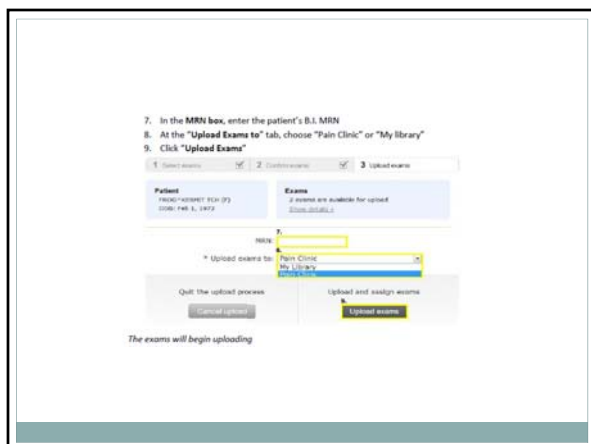 7. In the MRN box, enter the patient's B.I. MRN
8. At the "Upload Exams to" tab, choose "Pain Clinic" or "My library"
9. Click "Upload Exams"
1 Select exams 2 Confirm exams 3 Upload exams
Patient
DOB: Feb 1, 1972
Exams
2 exams are available for upload
Show details
7.
MRN:
8.
* Upload exams to: Pain Clinic
My Library
Pain Clinic
Quit the upload process
Cancel upload
Upload and assign exams
9.
Upload exams
The exams will begin uploading